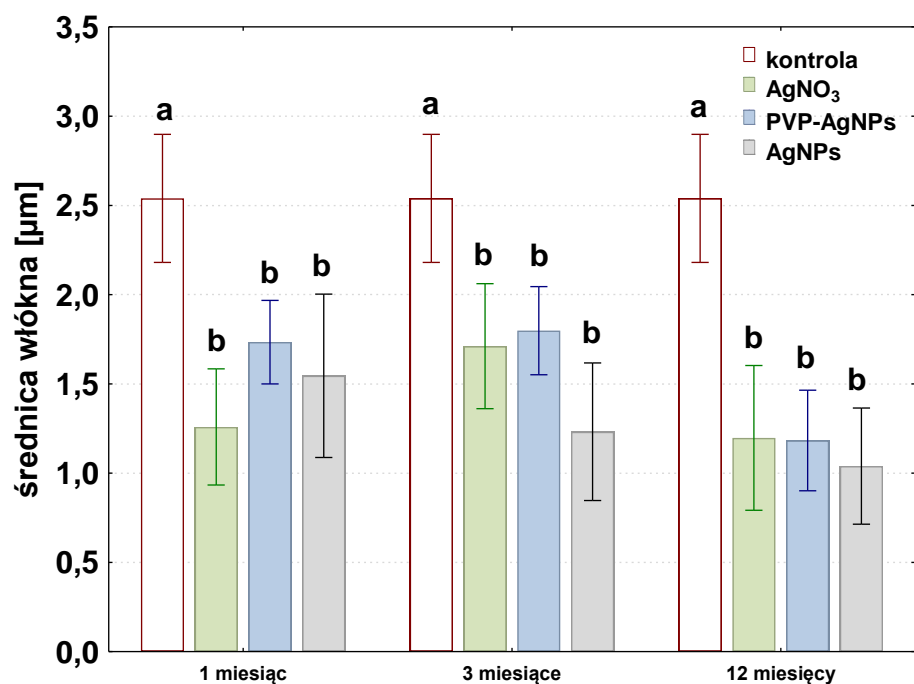 3,5
3,0
2,5
2,0
1,5
1,0
0,5
0,0
średnica włókna [µm]
kontrola
AgNO₃
PVP-AgNPs
AgNPs
a
b
b
b
a
b
b
b
a
b
b
b
1 miesiąc
3 miesiące
12 miesięcy